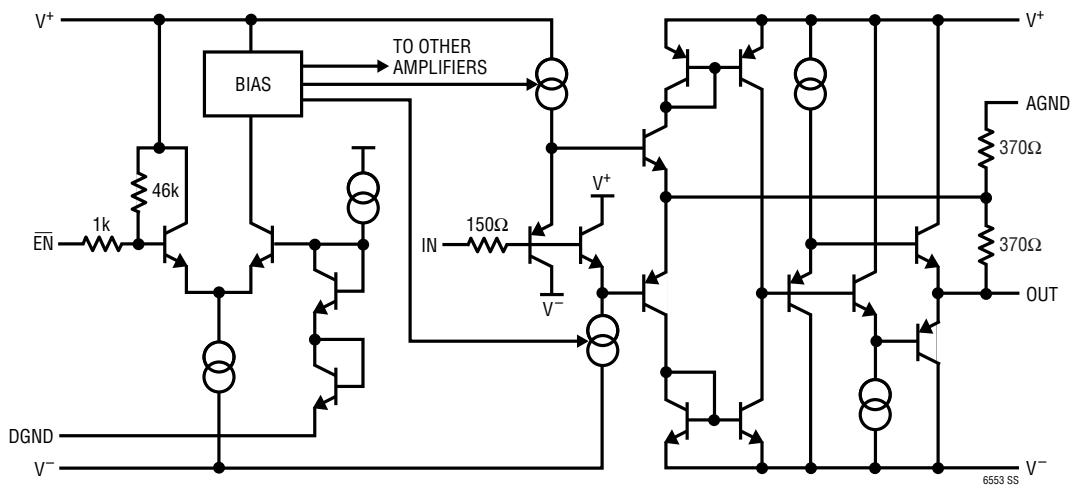 V+
V+
TO OTHER
AMPLIFIERS
BIAS
AGND
370Ω
46k
V+
1k
150Ω
EN
IN
370Ω
V−
OUT
DGND
V−
V−
6553 SS